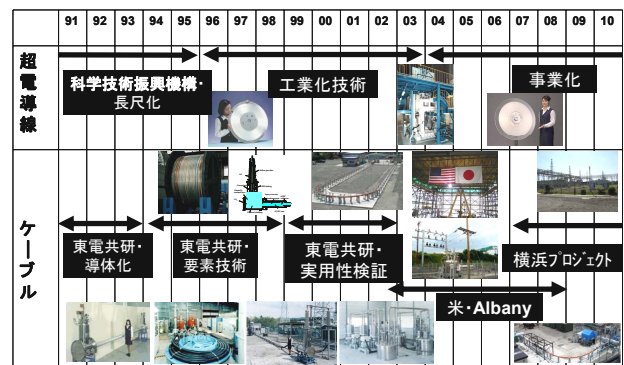 91 92 93 94 95 96 97 98 99 00 01 02 03 04 05 06 07 08 09 10
超電導線
科学技術振興機構・
長尺化
工業化技術
事業化
ケーブル
東電共研・
導体化
東電共研・
要素技術
東電共研・
実用性検証
横浜プロジェクト
米・Albany